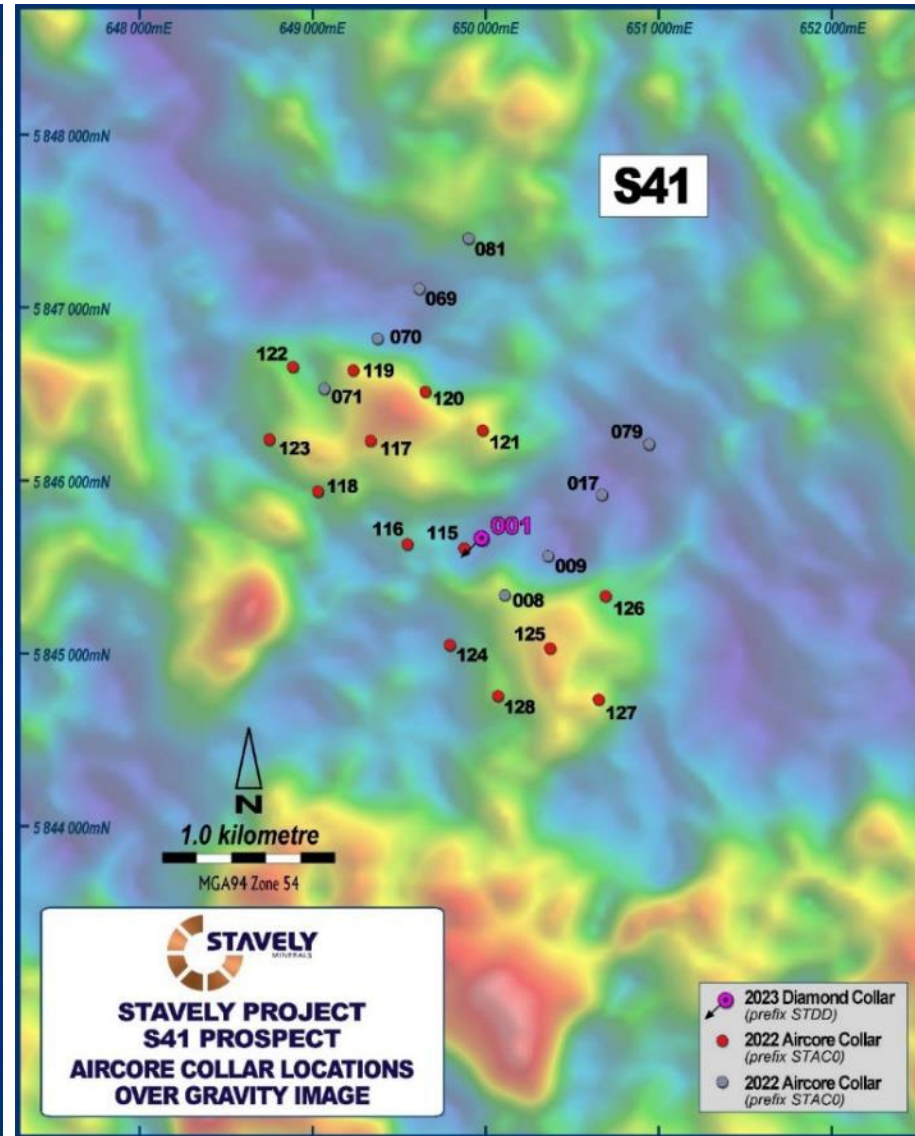 648 000mE
649 000mE
650 000mE
651 000mE
652 000mE
5 848 000mN
S41
081
069
5 847 000mN
070
122
119
071
120
079
121
123
117
5 846 000mN
017
118
116
115
001
009
008
126
125
5 845 000mN
124
128
127
N
5 844 000mN
1.0 kilometre
MGA94 Zone 54
STAVELY
MINERALS
STAVELY PROJECT
S41 PROSPECT
AIRCORE COLLAR LOCATIONS
OVER GRAVITY IMAGE
2023 Diamond Collar
(prefix STDD)
2022 Aircore Collar
(prefix STAC0)
2022 Aircore Collar
(prefix STAC0)